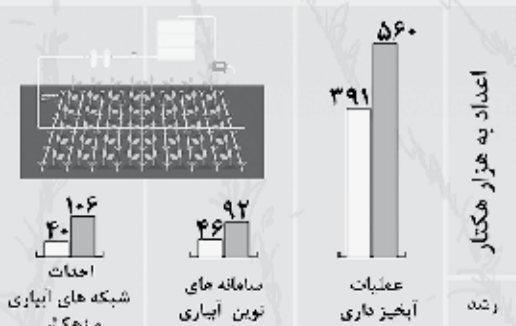 اعداد به هزار هکتار
رشد
۵۶۰
۳۹۱
عملیات
آبخیز داری
۹۲
۴۶
سامانه های
نوین آبیاری
۱۰۶
۴۰
احداث
شبکه های آبیاری